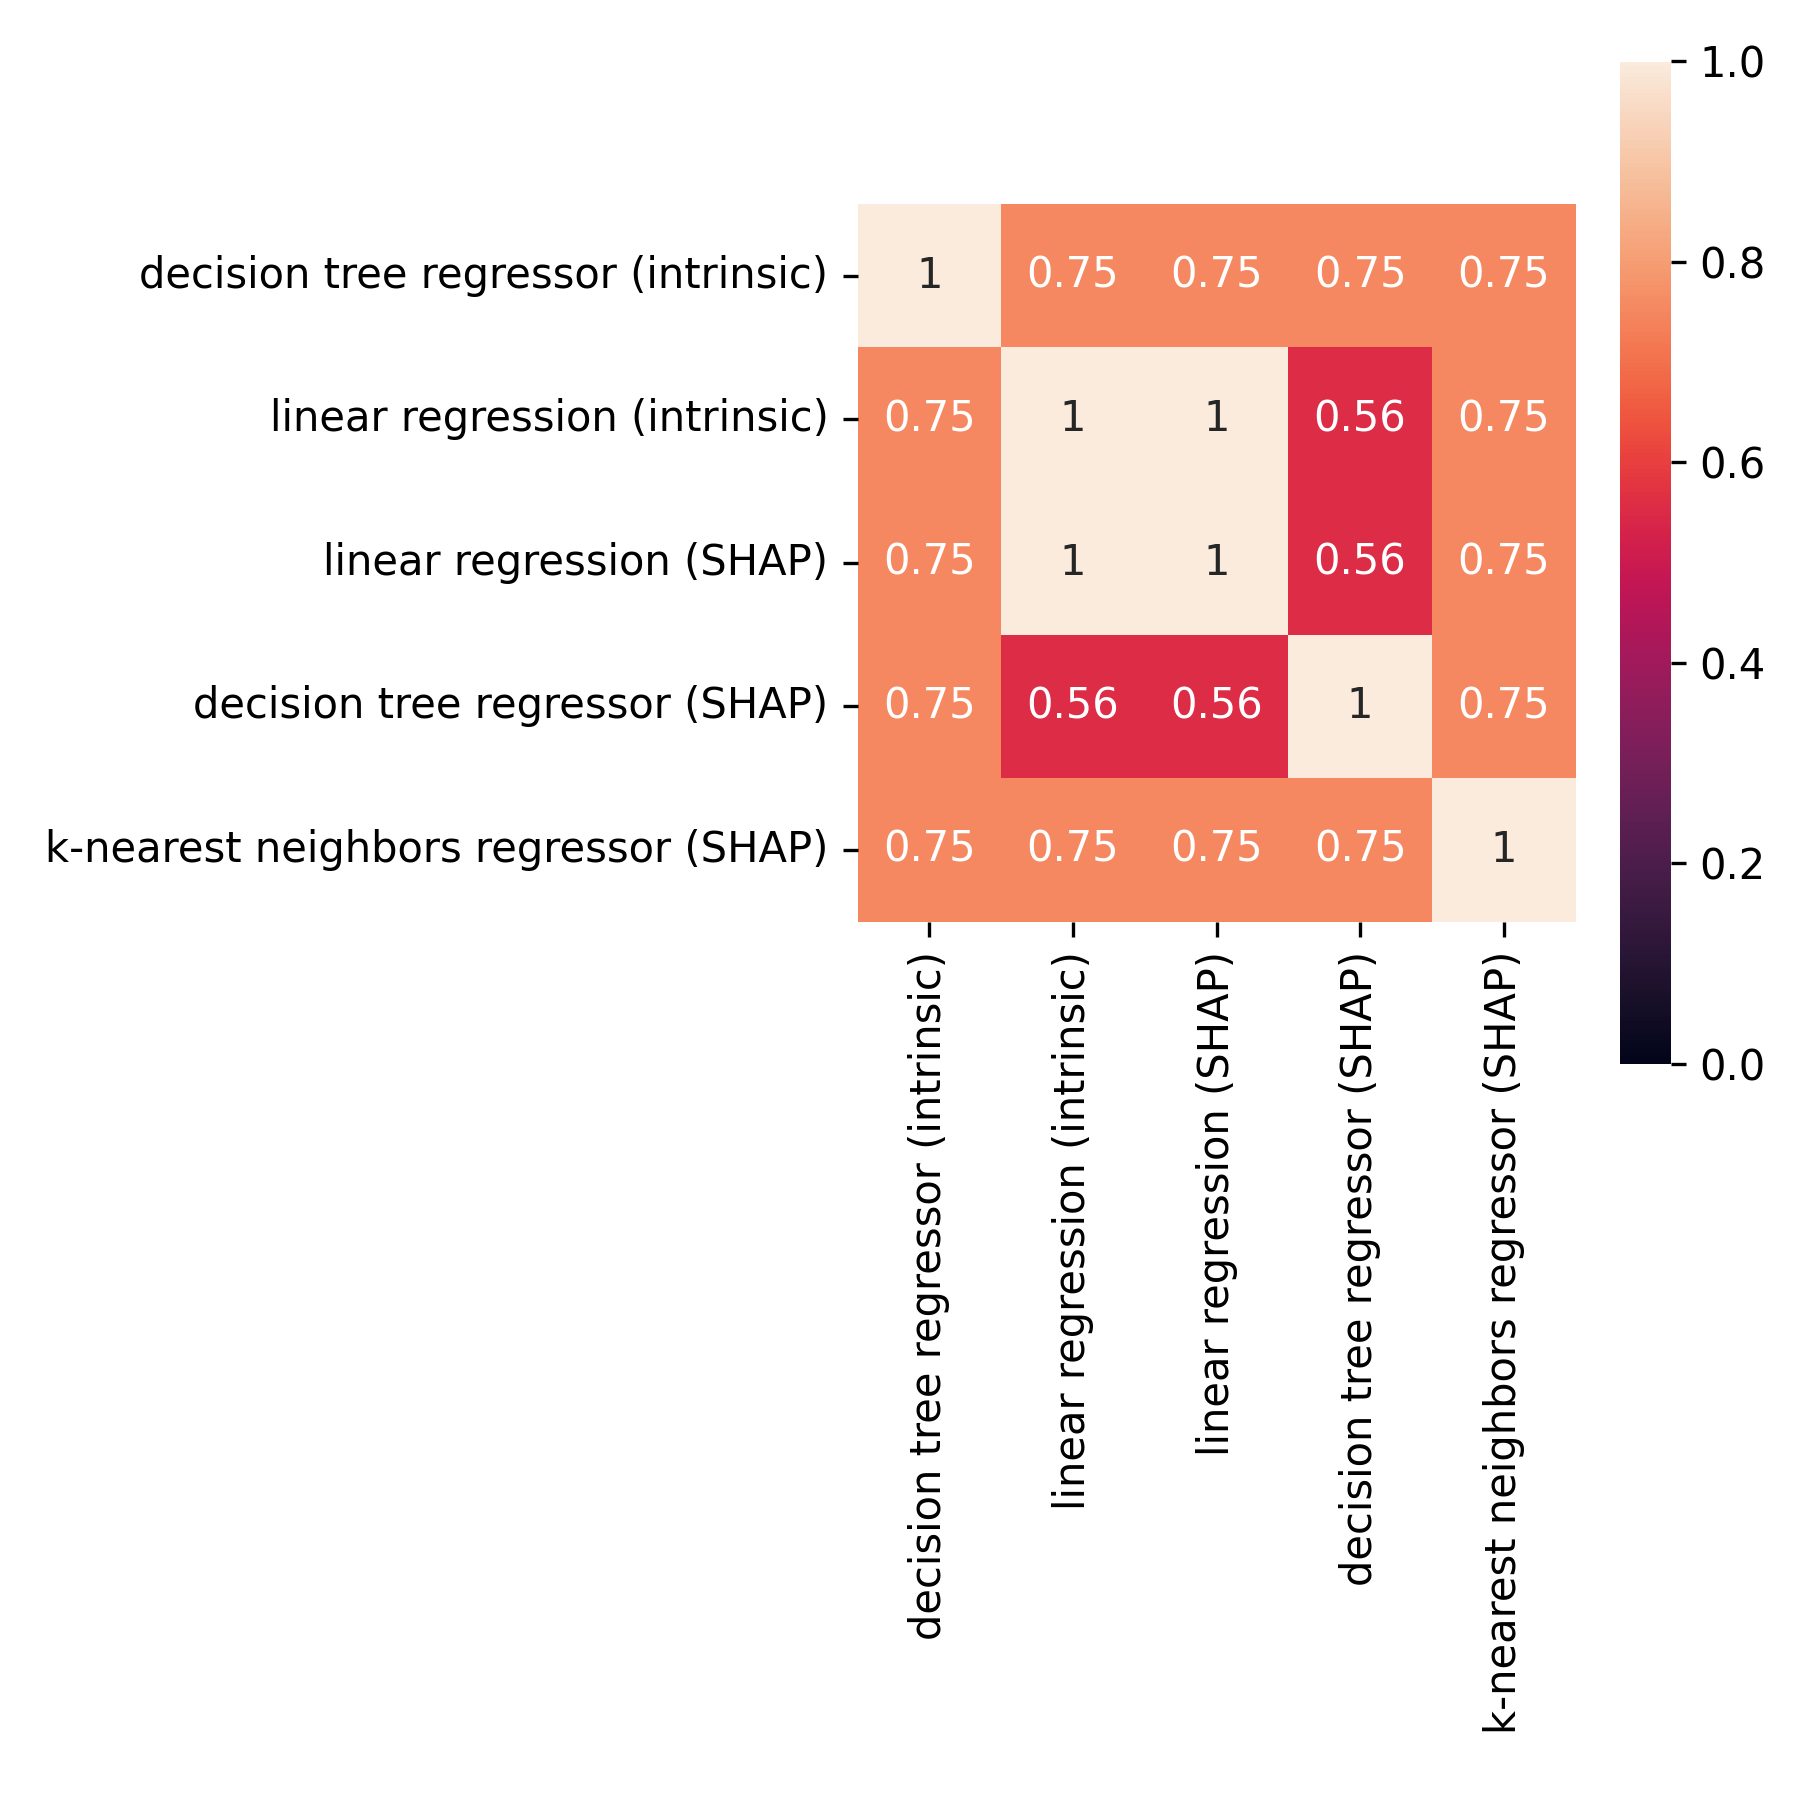 decision tree regressor (intrinsic) 1 0.75 0.75 0.75 0.75
linear regression (intrinsic) 0.75 1 1 0.56 0.75
linear regression (SHAP) 0.75 1 1 0.56 0.75
decision tree regressor (SHAP) 0.75 0.56 0.56 1 0.75
k-nearest neighbors regressor (SHAP) 0.75 0.75 0.75 0.75 1
decision tree regressor (intrinsic)
linear regression (intrinsic)
linear regression (SHAP)
decision tree regressor (SHAP)
k-nearest neighbors regressor (SHAP)
1.0
0.8
0.6
0.4
0.2
0.0